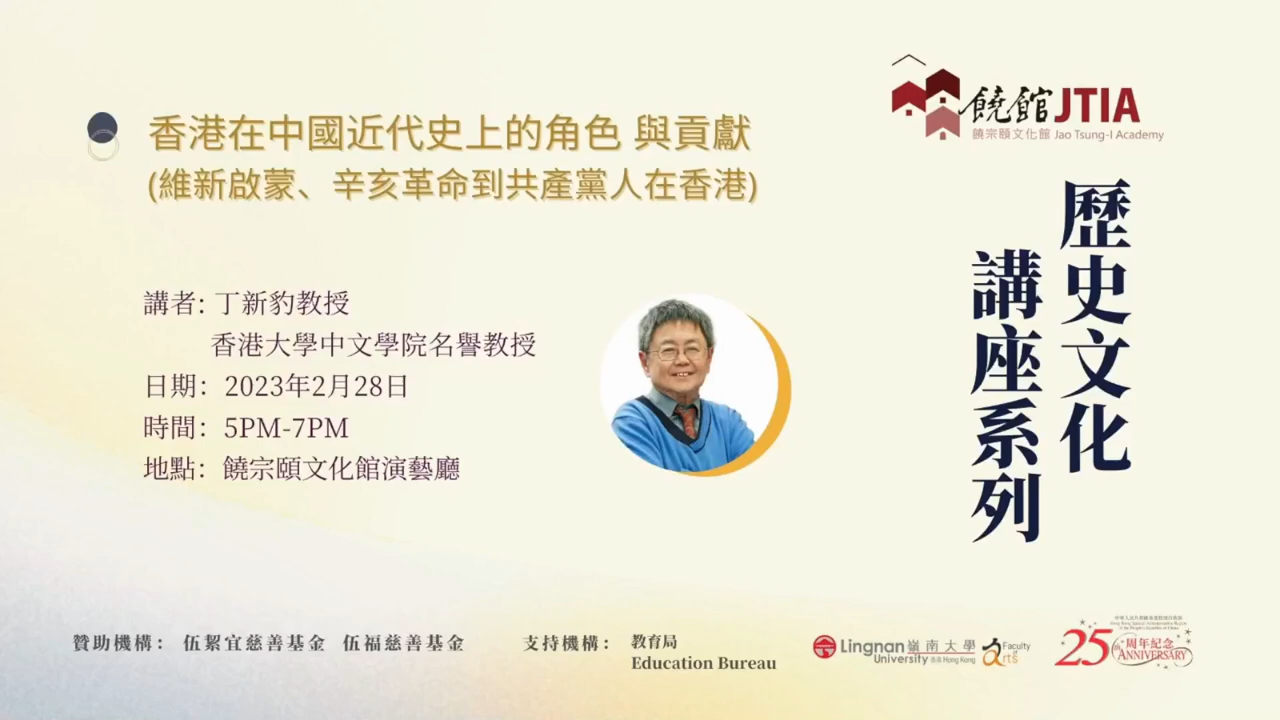 香港在中國近代史上的角色 與貢獻
(維新啟蒙、辛亥革命到共產黨人在香港)
講者: 丁新豹教授
香港大學中文學院名譽教授
日期：2023年2月28日
時間：5PM-7PM
地點：饒宗頤文化館演藝廳
饒館 JTIA
饒宗頤文化館 Jao Tsung-I Academy
歷史文化
講座系列
贊助機構： 伍絜宜慈善基金 伍福慈善基金
支持機構： 教育局
Education Bureau
Lingnan 嶺南大學
University 香港 Hong Kong
Faculty
of
Arts
25th 周年紀念
ANNIVERSARY